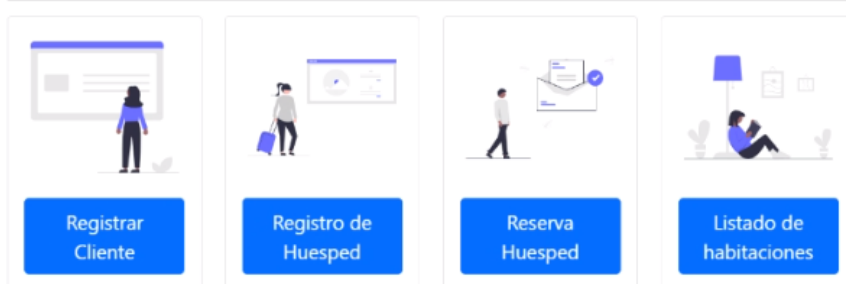 Registrar
Cliente
Registro de
Huesped
Reserva
Huesped
Listado de
habitaciones